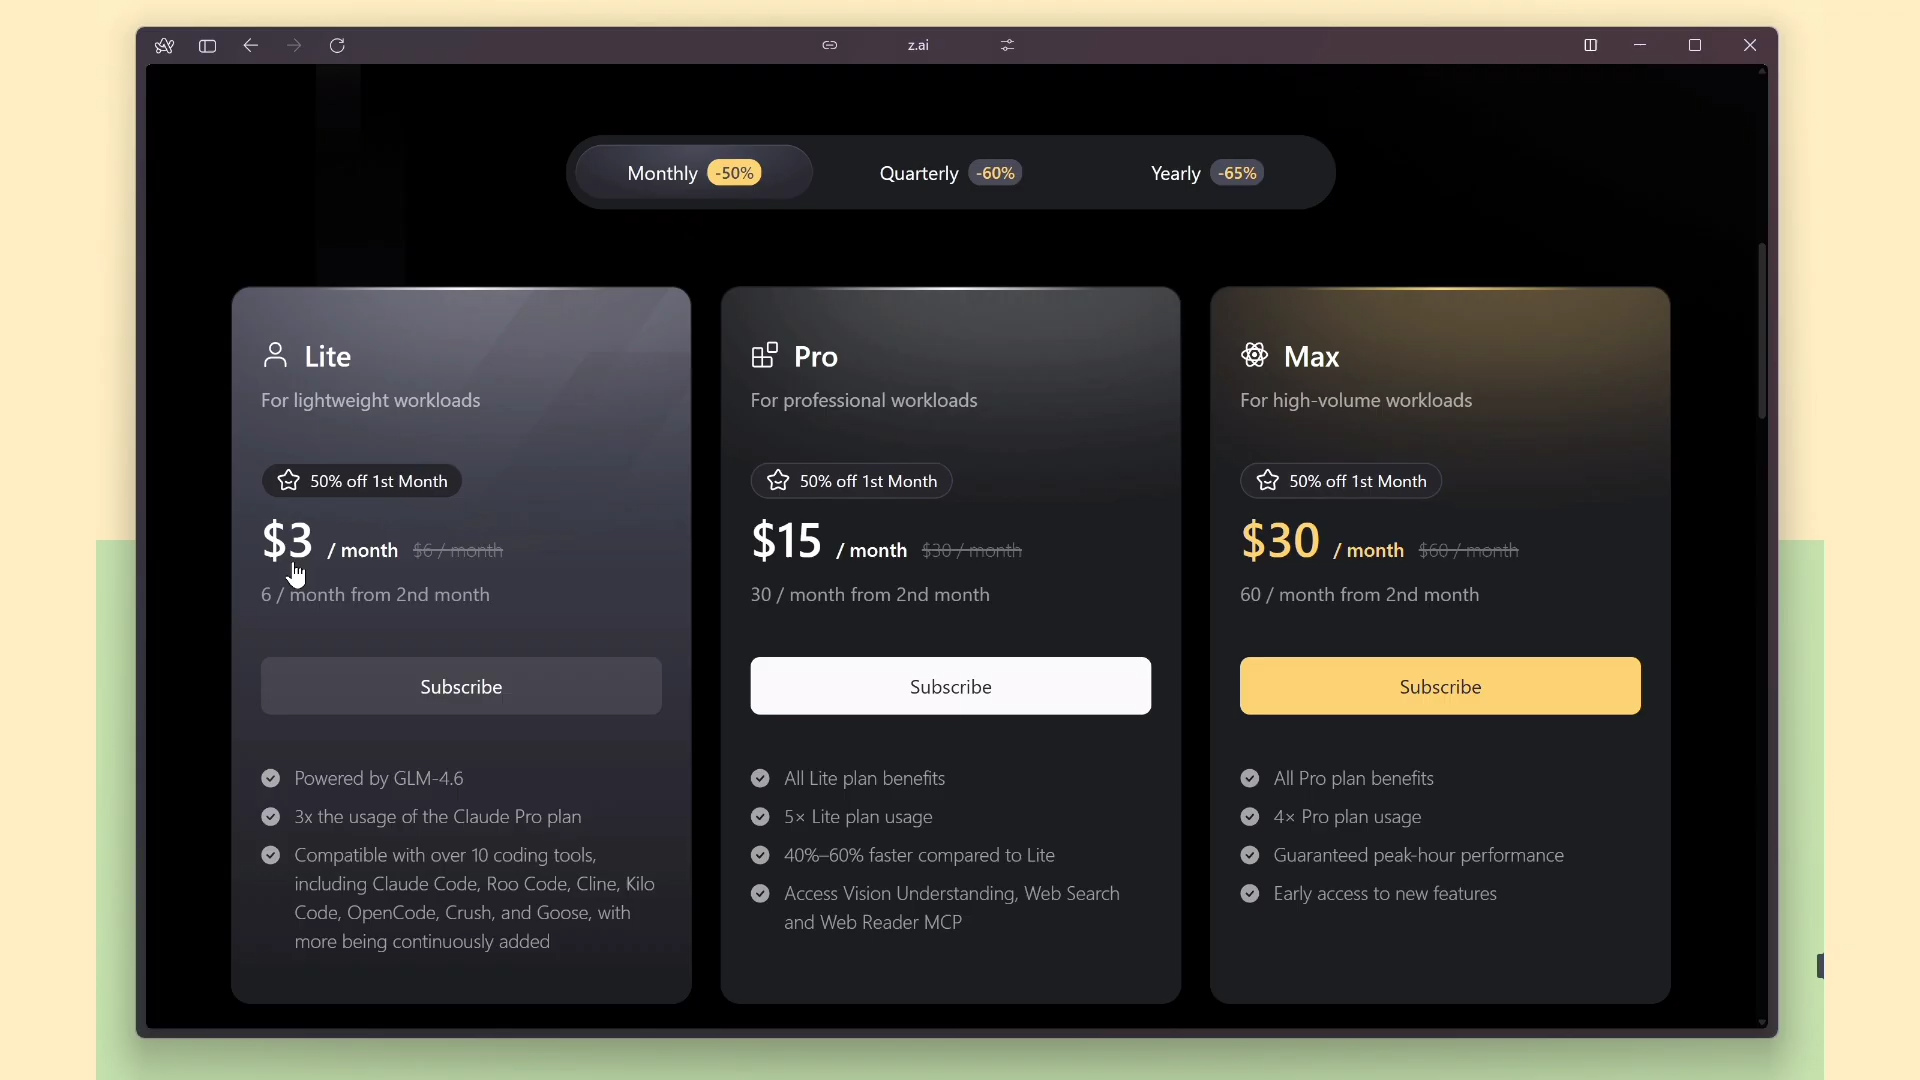 z.ai
Monthly -50%
Quarterly -60%
Yearly -65%
Lite
For lightweight workloads
50% off 1st Month
$3 / month $6 / month
6 / month from 2nd month
Subscribe
Powered by GLM-4.6
3x the usage of the Claude Pro plan
Compatible with over 10 coding tools,
including Claude Code, Roo Code, Cline, Kilo
Code, OpenCode, Crush, and Goose, with
more being continuously added
Pro
For professional workloads
50% off 1st Month
$15 / month $30 / month
30 / month from 2nd month
Subscribe
All Lite plan benefits
5× Lite plan usage
40%–60% faster compared to Lite
Access Vision Understanding, Web Search
and Web Reader MCP
Max
For high-volume workloads
50% off 1st Month
$30 / month $60 / month
60 / month from 2nd month
Subscribe
All Pro plan benefits
4× Pro plan usage
Guaranteed peak-hour performance
Early access to new features